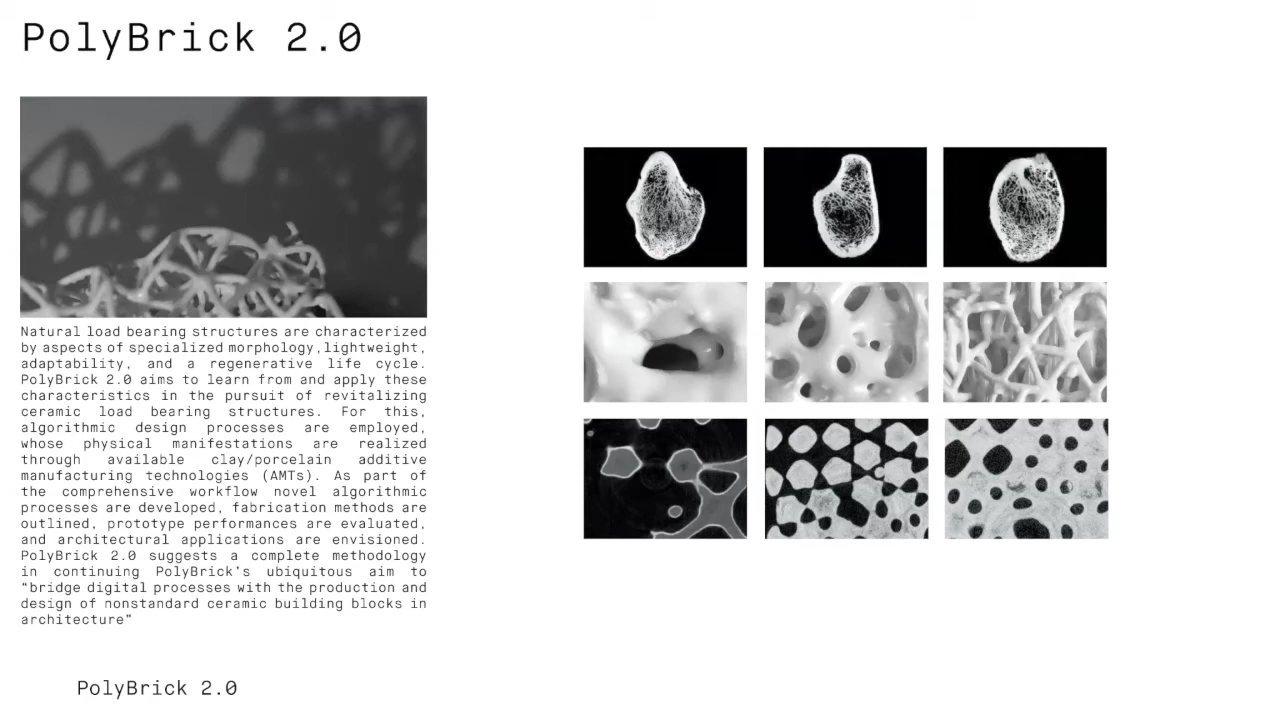 PolyBrick 2.0
Natural load bearing structures are characterized
by aspects of specialized morphology, lightweight,
adaptability, and a regenerative life cycle.
PolyBrick 2.0 aims to learn from and apply these
characteristics in the pursuit of revitalizing
ceramic load bearing structures. For this,
algorithmic design processes are employed,
whose physical manifestations are realized
through available clay/porcelain additive
manufacturing technologies (AMTs). As part of
the comprehensive workflow novel algorithmic
processes are developed, fabrication methods are
outlined, prototype performances are evaluated,
and architectural applications are envisioned.
PolyBrick 2.0 suggests a complete methodology
in continuing PolyBrick's ubiquitous aim to
“bridge digital processes with the production and
design of nonstandard ceramic building blocks in
architecture”
PolyBrick 2.0